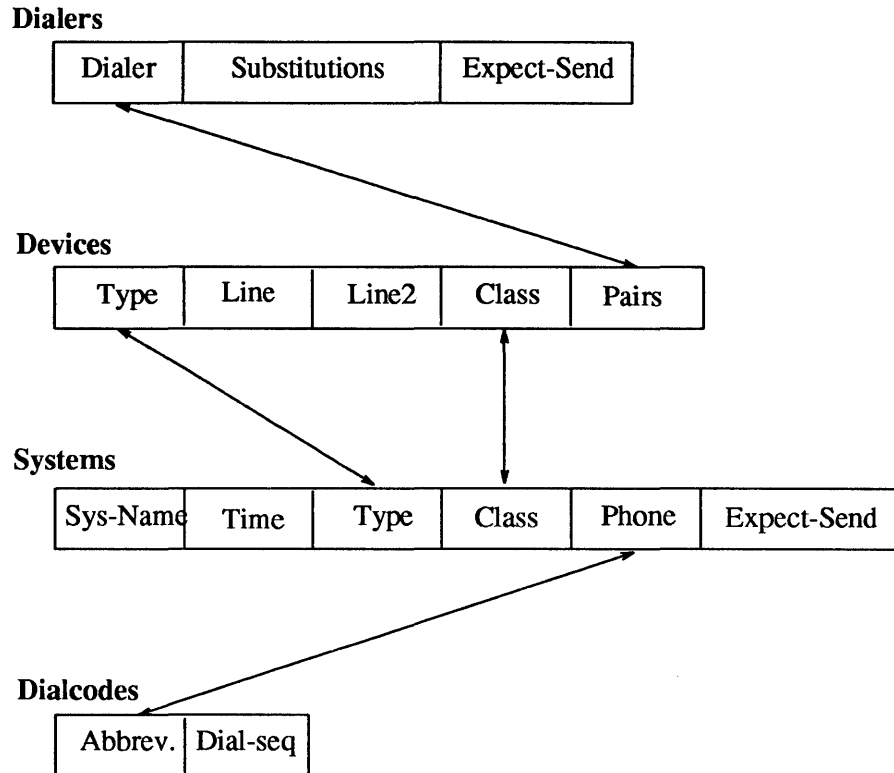 Dialers
Dialer Substitutions Expect-Send
Devices
Type Line Line2 Class Pairs
Systems
Sys-Name Time Type Class Phone Expect-Send
Dialcodes
Abbrev. Dial-seq